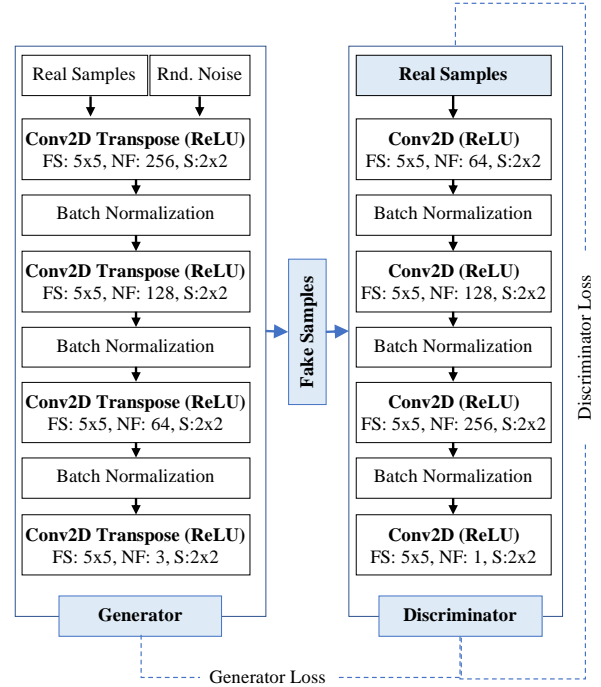 Real Samples
Rnd. Noise
Conv2D Transpose (ReLU)
FS: 5x5, NF: 256, S:2x2
Batch Normalization
Conv2D Transpose (ReLU)
FS: 5x5, NF: 128, S:2x2
Batch Normalization
Conv2D Transpose (ReLU)
FS: 5x5, NF: 64, S:2x2
Batch Normalization
Conv2D Transpose (ReLU)
FS: 5x5, NF: 3, S:2x2
Generator
Fake Samples
Real Samples
Conv2D (ReLU)
FS: 5x5, NF: 64, S:2x2
Batch Normalization
Conv2D (ReLU)
FS: 5x5, NF: 128, S:2x2
Batch Normalization
Conv2D (ReLU)
FS: 5x5, NF: 256, S:2x2
Batch Normalization
Conv2D (ReLU)
FS: 5x5, NF: 1, S:2x2
Discriminator
Discriminator Loss
Generator Loss